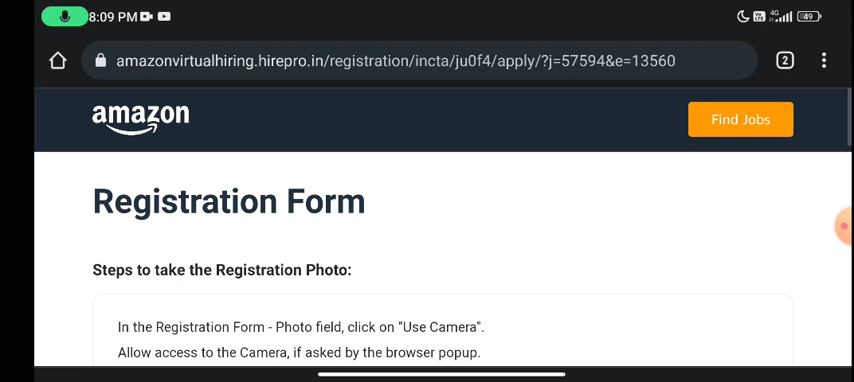 8:09 PM
4G
49
amazonvirtualhiring.hirepro.in/registration/incta/ju0f4/apply/?j=57594&e=13560
2
amazon
Find Jobs
Registration Form
Steps to take the Registration Photo:
In the Registration Form - Photo field, click on "Use Camera".
Allow access to the Camera, if asked by the browser popup.